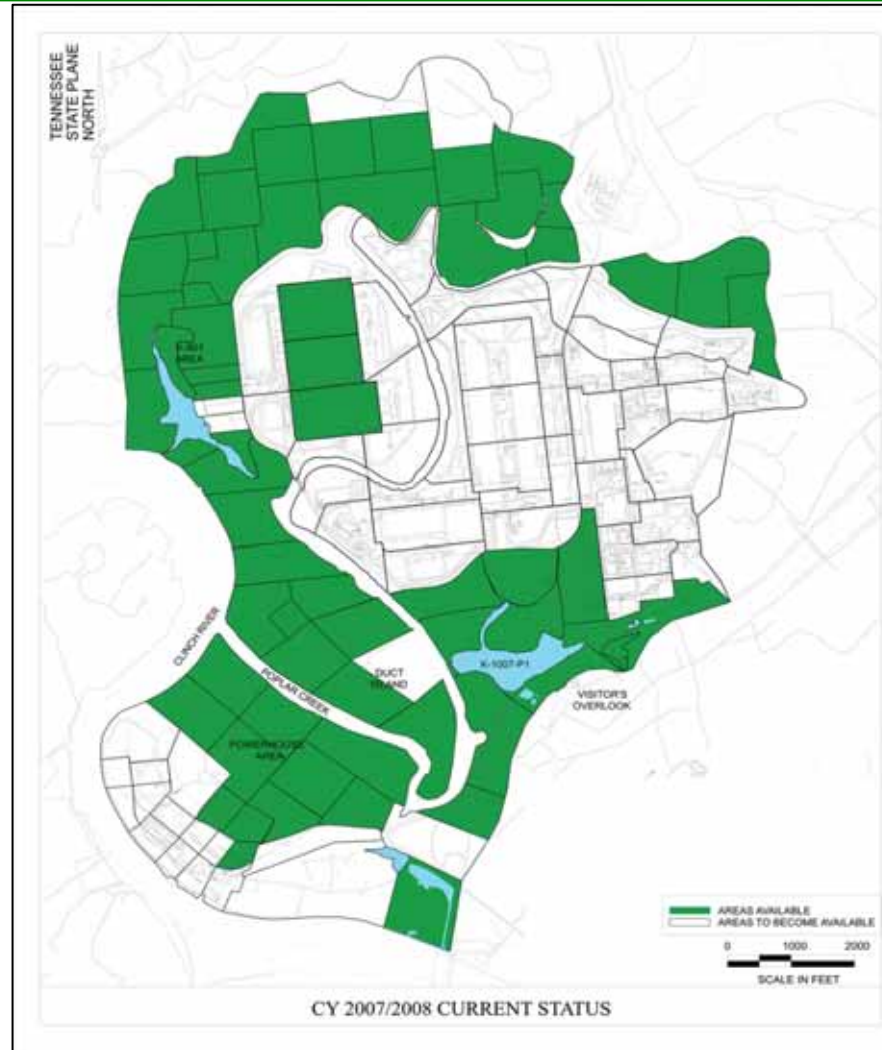 TENNESSEE
STATE PLANE
NORTH
AREA
CLINCH RIVER
POPLAR CREEK
DUCT
ISLAND
K-1007-P1
VISITOR'S
OVERLOOK
POWERHOUSE
AREA
AREAS AVAILABLE
AREAS TO BECOME AVAILABLE
0 1000 2000
SCALE IN FEET
CY 2007/2008 CURRENT STATUS